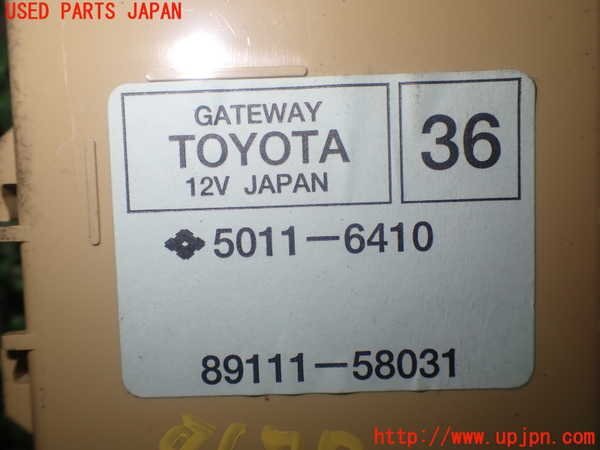 USED PARTS JAPAN
GATEWAY
TOYOTA
12V JAPAN
36
5011-6410
89111-58031
http://www.upjpn.com